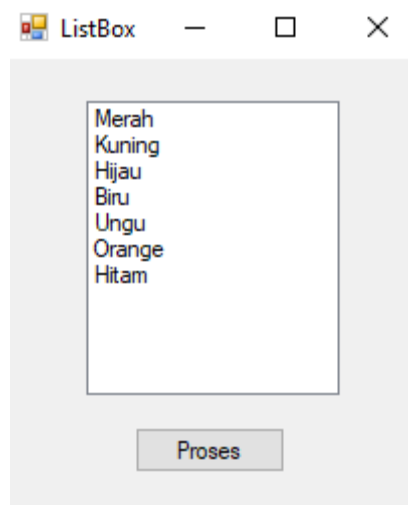 ListBox
Merah
Kuning
Hijau
Biru
Ungu
Orange
Hitam
Proses